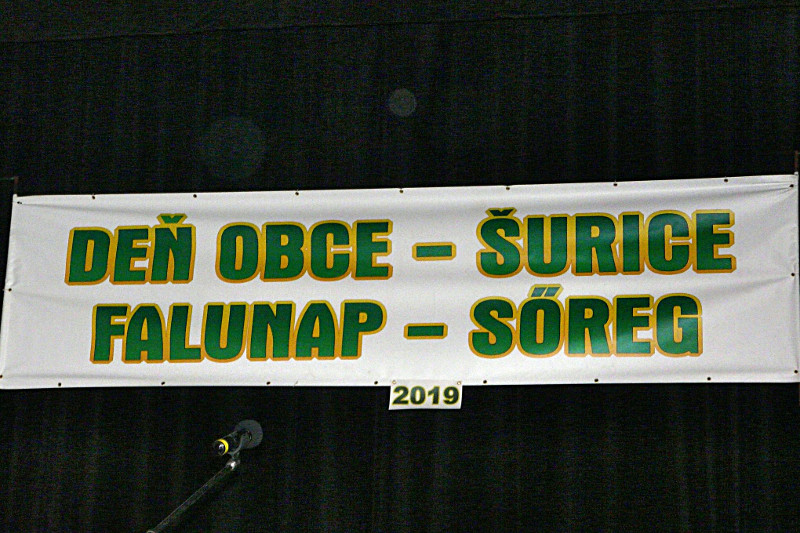 DEŇ OBCE – ŠURICE
FALUNAP – SŐREG
2019